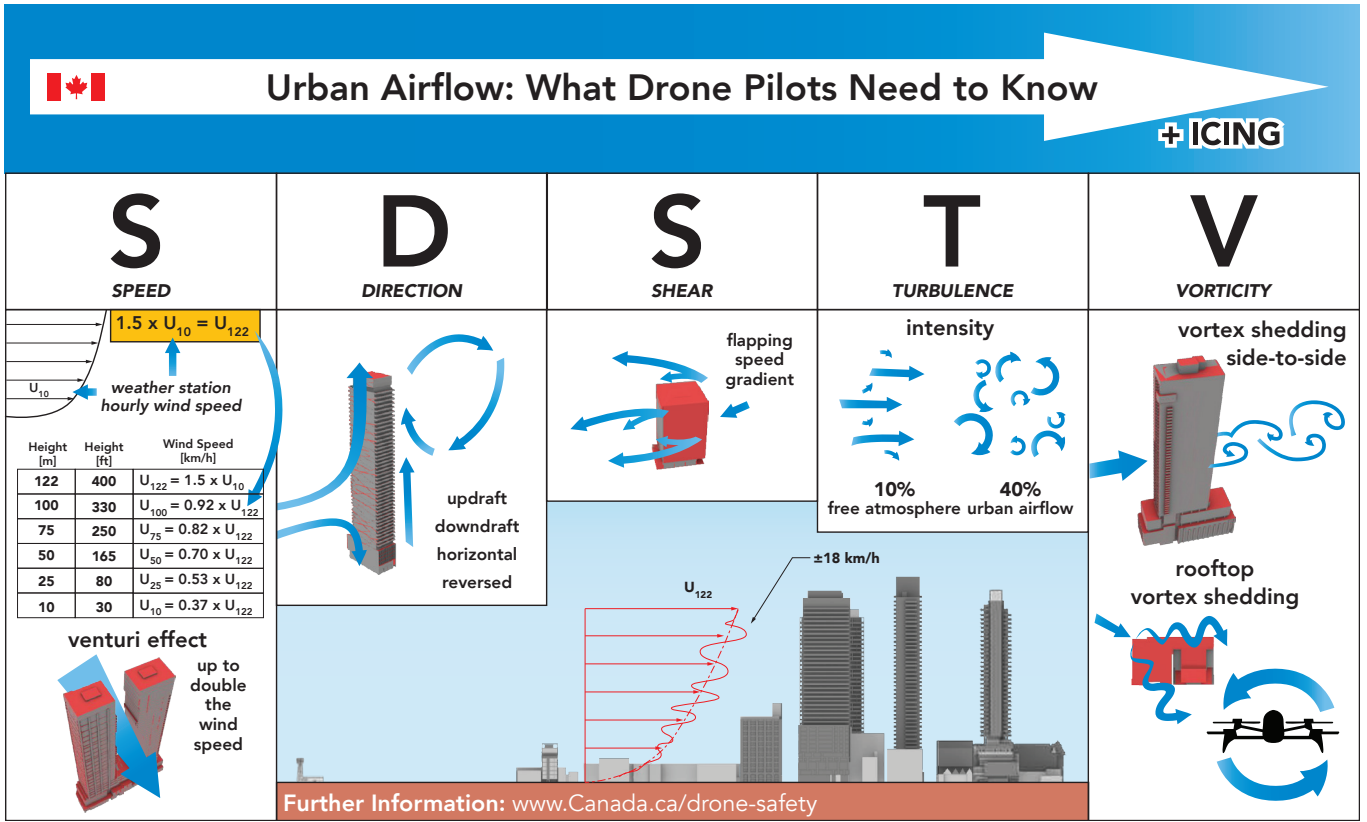 Urban Airflow: What Drone Pilots Need to Know
+ ICING
S
SPEED
1.5 x U10 = U122
U10
weather station
hourly wind speed
Height [m] Height [ft] Wind Speed [km/h]
122 400 U122 = 1.5 x U10
100 330 U100 = 0.92 x U122
75 250 U75 = 0.82 x U122
50 165 U50 = 0.70 x U122
25 80 U25 = 0.53 x U122
10 30 U10 = 0.37 x U122
venturi effect
up to
double
the
wind
speed
D
DIRECTION
updraft
downdraft
horizontal
reversed
S
SHEAR
flapping
speed
gradient
U122
±18 km/h
T
TURBULENCE
intensity
10%
free atmosphere
40%
urban airflow
V
VORTICITY
vortex shedding
side-to-side
rooftop
vortex shedding
Further Information: www.Canada.ca/drone-safety